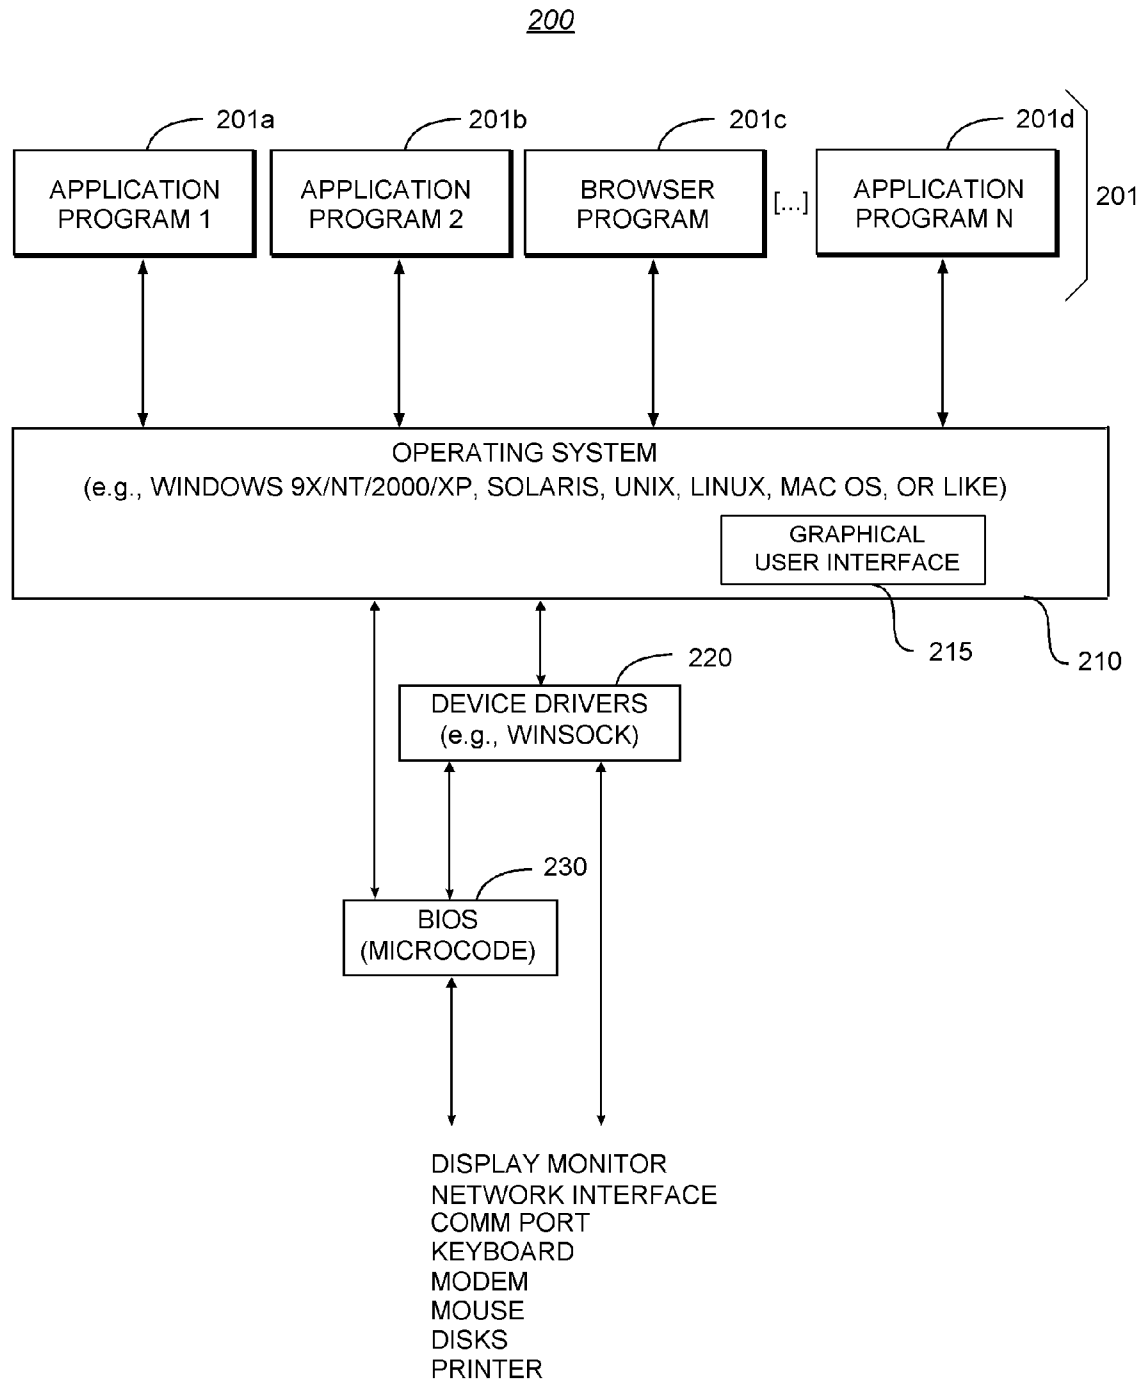 200
201a
201b
201c
201d
APPLICATION
PROGRAM 1
APPLICATION
PROGRAM 2
BROWSER
PROGRAM
[...]
APPLICATION
PROGRAM N
201
OPERATING SYSTEM
(e.g., WINDOWS 9X/NT/2000/XP, SOLARIS, UNIX, LINUX, MAC OS, OR LIKE)
GRAPHICAL
USER INTERFACE
215
210
220
DEVICE DRIVERS
(e.g., WINSOCK)
230
BIOS
(MICROCODE)
DISPLAY MONITOR
NETWORK INTERFACE
COMM PORT
KEYBOARD
MODEM
MOUSE
DISKS
PRINTER